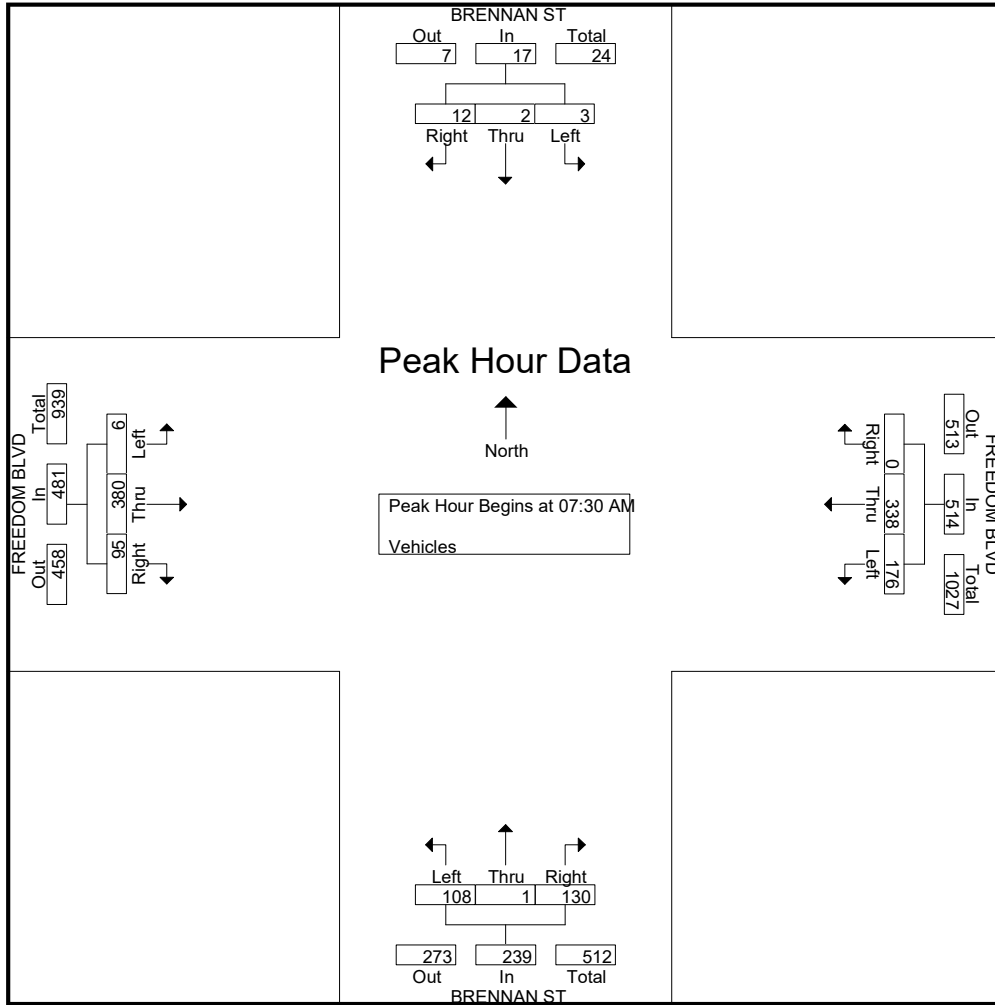 BRENNAN ST
Out In Total
7 17 24
12 2 3
Right Thru Left
Peak Hour Data
North
Peak Hour Begins at 07:30 AM
Vehicles
FREEDOM BLVD
Total In Out
939 481 458
6 380 95
Left Thru Right
FREEDOM BLVD
Out In Total
513 514 1027
0 338 176
Right Thru Left
Left Thru Right
108 1 130
273 239 512
Out In Total
BRENNAN ST